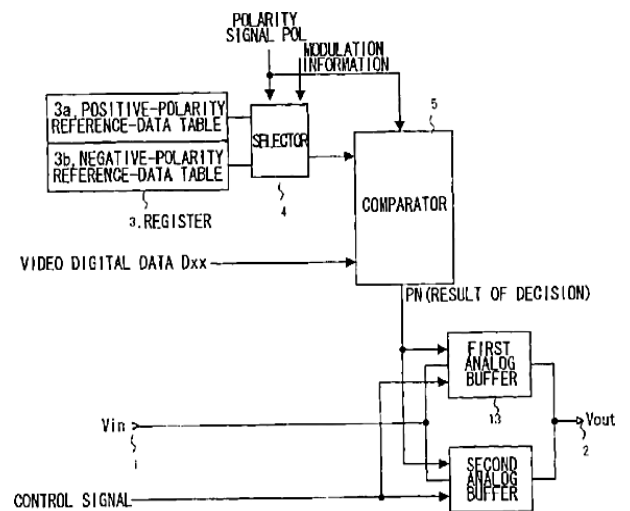 POLARITY
SIGNAL POL
MODULATION
INFORMATION
3a, POSITIVE-POLARITY
REFERENCE-DATA TABLE
3b, NEGATIVE-POLARITY
REFERENCE-DATA TABLE
SELECTOR
5
3.REGISTER
4
COMPARATOR
VIDEO DIGITAL DATA Dxx
PN(RESULT OF DECISION)
FIRST
ANALOG
BUFFER
13
Vin
Vout
1
2
SECOND
ANALOG
BUFFER
CONTROL SIGNAL